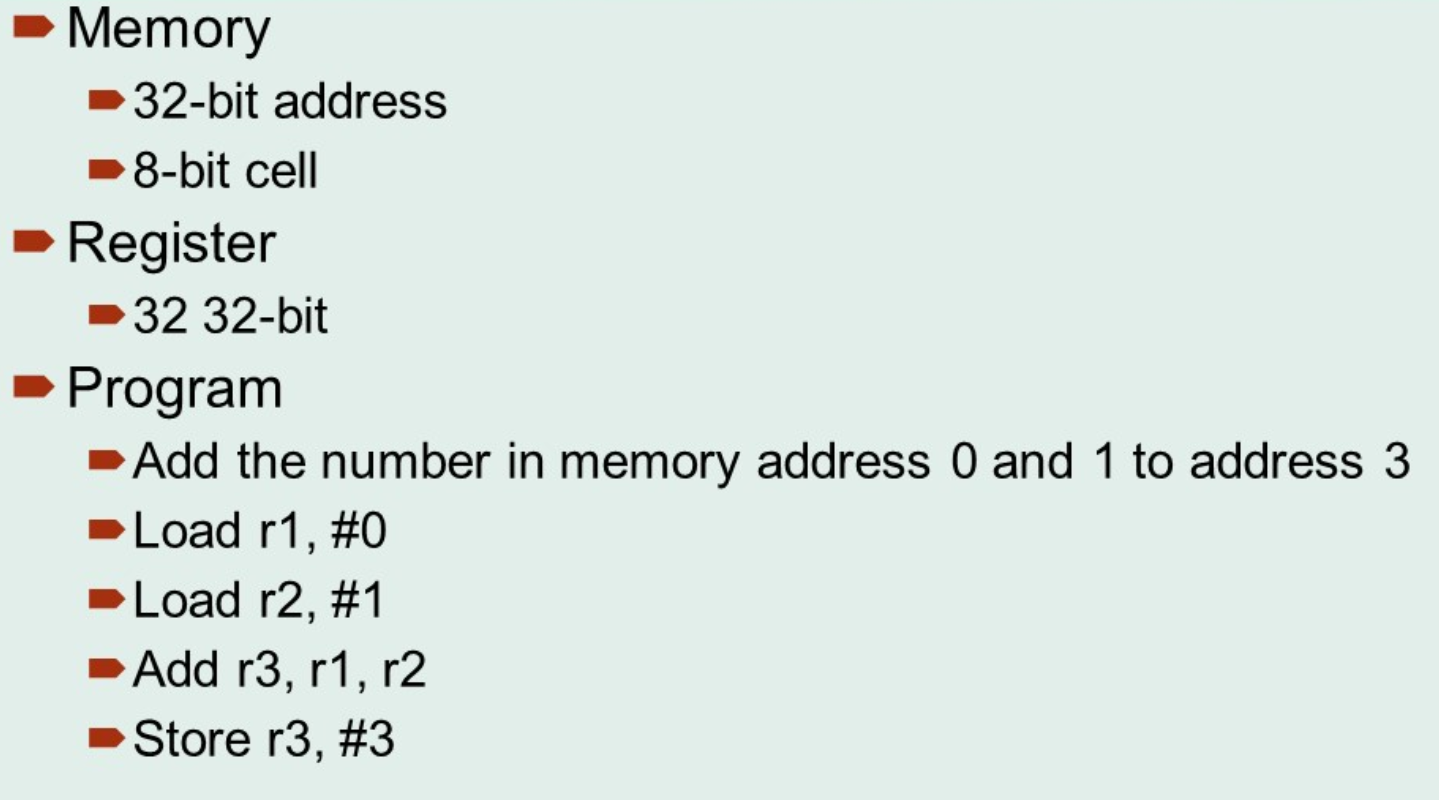 Memory
32-bit address
8-bit cell
Register
32 32-bit
Program
Add the number in memory address 0 and 1 to address 3
Load r1, #0
Load r2, #1
Add r3, r1, r2
Store r3, #3